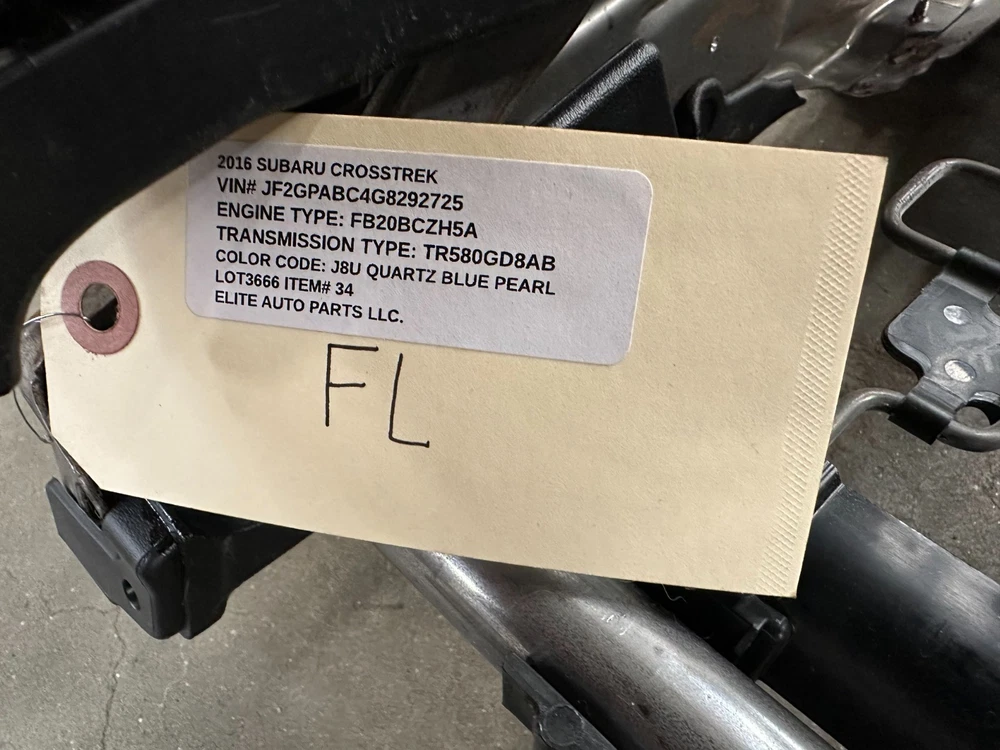 2016 SUBARU CROSSTREK
VIN# JF2GPABC4G8292725
ENGINE TYPE: FB20BCZH5A
TRANSMISSION TYPE: TR580GD8AB
COLOR CODE: J8U QUARTZ BLUE PEARL
LOT3666 ITEM# 34
ELITE AUTO PARTS LLC.
FL